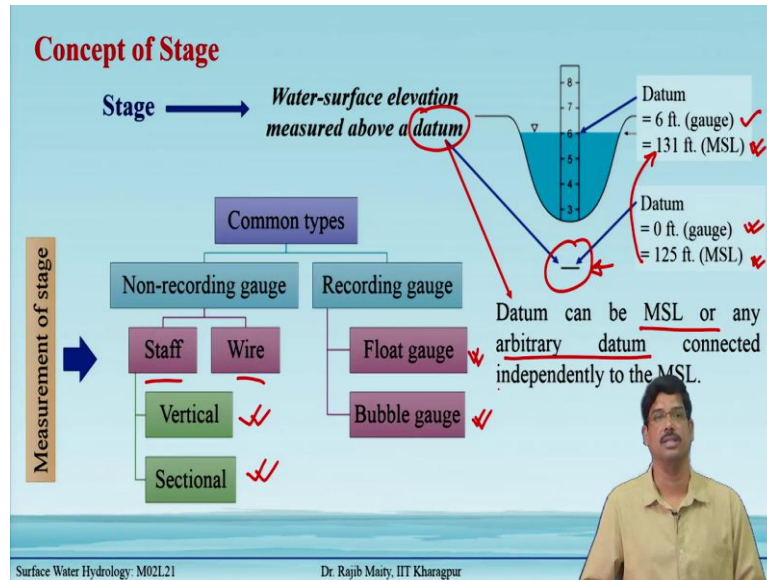 Concept of Stage
Stage
Water-surface elevation
measured above a datum
8
7
6
5
4
3
Datum
= 6 ft. (gauge)
= 131 ft. (MSL)
Datum
= 0 ft. (gauge)
= 125 ft. (MSL)
Datum can be MSL or any
arbitrary datum connected
independently to the MSL.
Measurement of stage
Common types
Non-recording gauge
Recording gauge
Staff
Wire
Float gauge
Vertical
Bubble gauge
Sectional
Surface Water Hydrology: M02L21
Dr. Rajib Maity, IIT Kharagpur